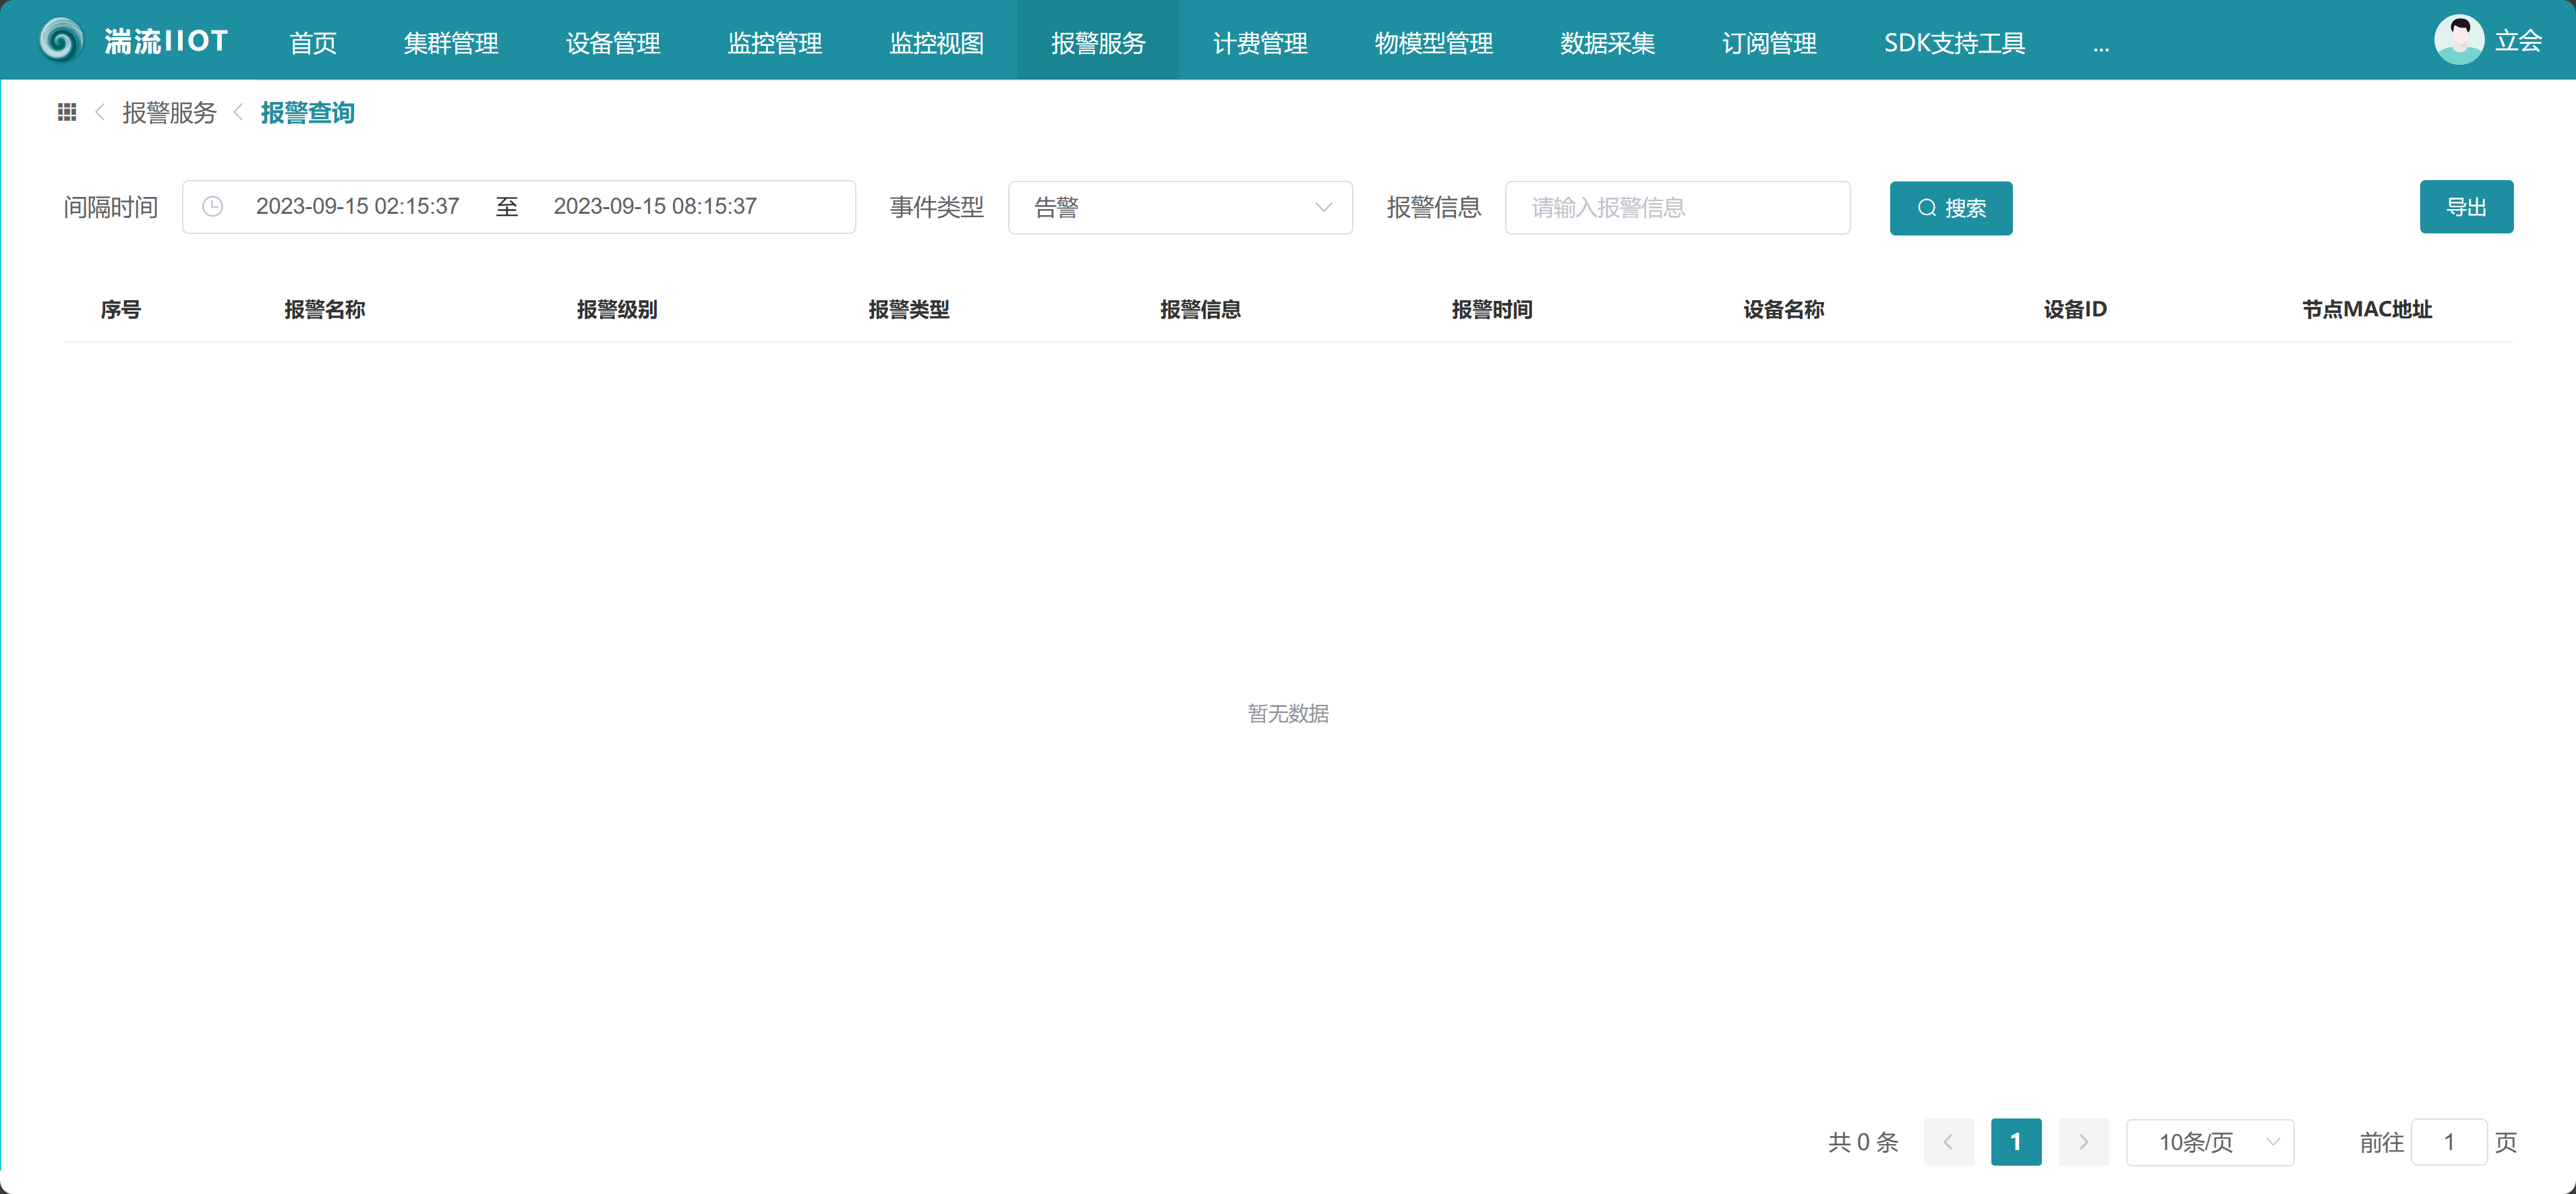 湍流IIOT 首页 集群管理 设备管理 监控管理 监控视图 报警服务 计费管理 物模型管理 数据采集 订阅管理 SDK支持工具 ... 立会
报警服务 报警查询
间隔时间 2023-09-15 02:15:37 至 2023-09-15 08:15:37 事件类型 告警 报警信息 请输入报警信息 搜索 导出
序号 报警名称 报警级别 报警类型 报警信息 报警时间 设备名称 设备ID 节点MAC地址
暂无数据
共 0 条 1 10条/页 前往 1 页